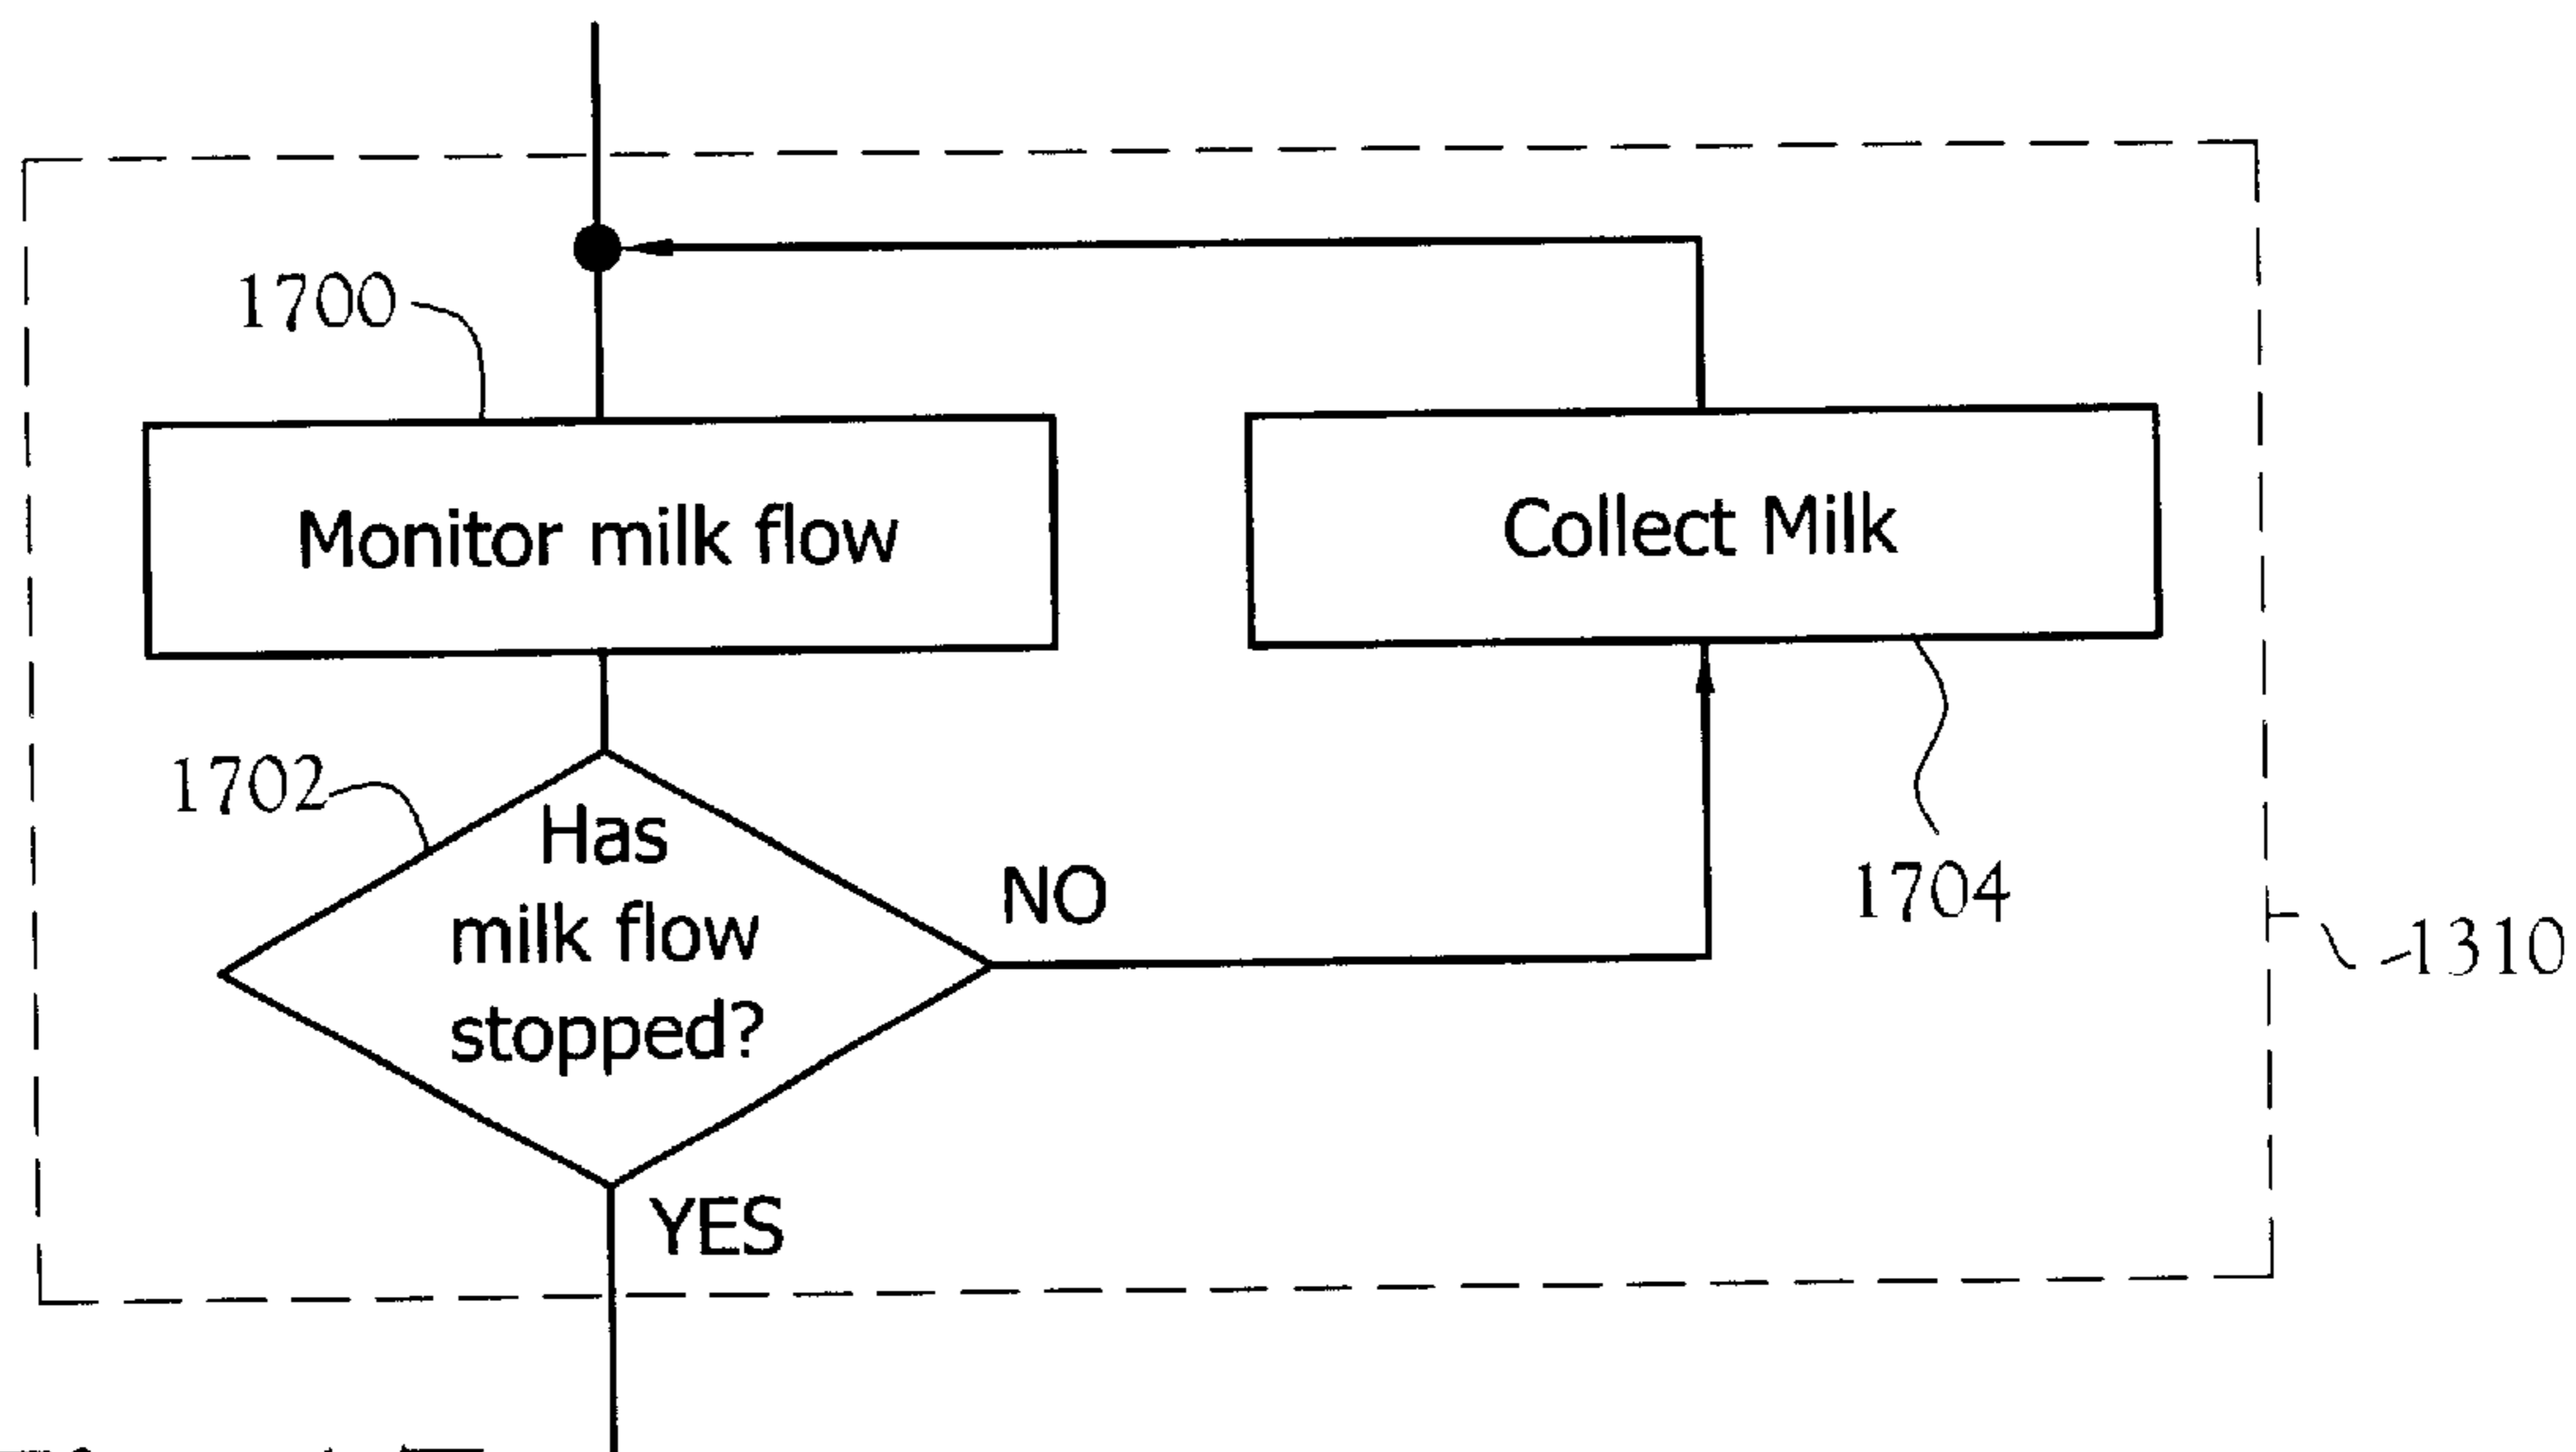 1700
Monitor milk flow
Collect Milk
1702
Has
milk flow
stopped?
NO
1704
1310
YES